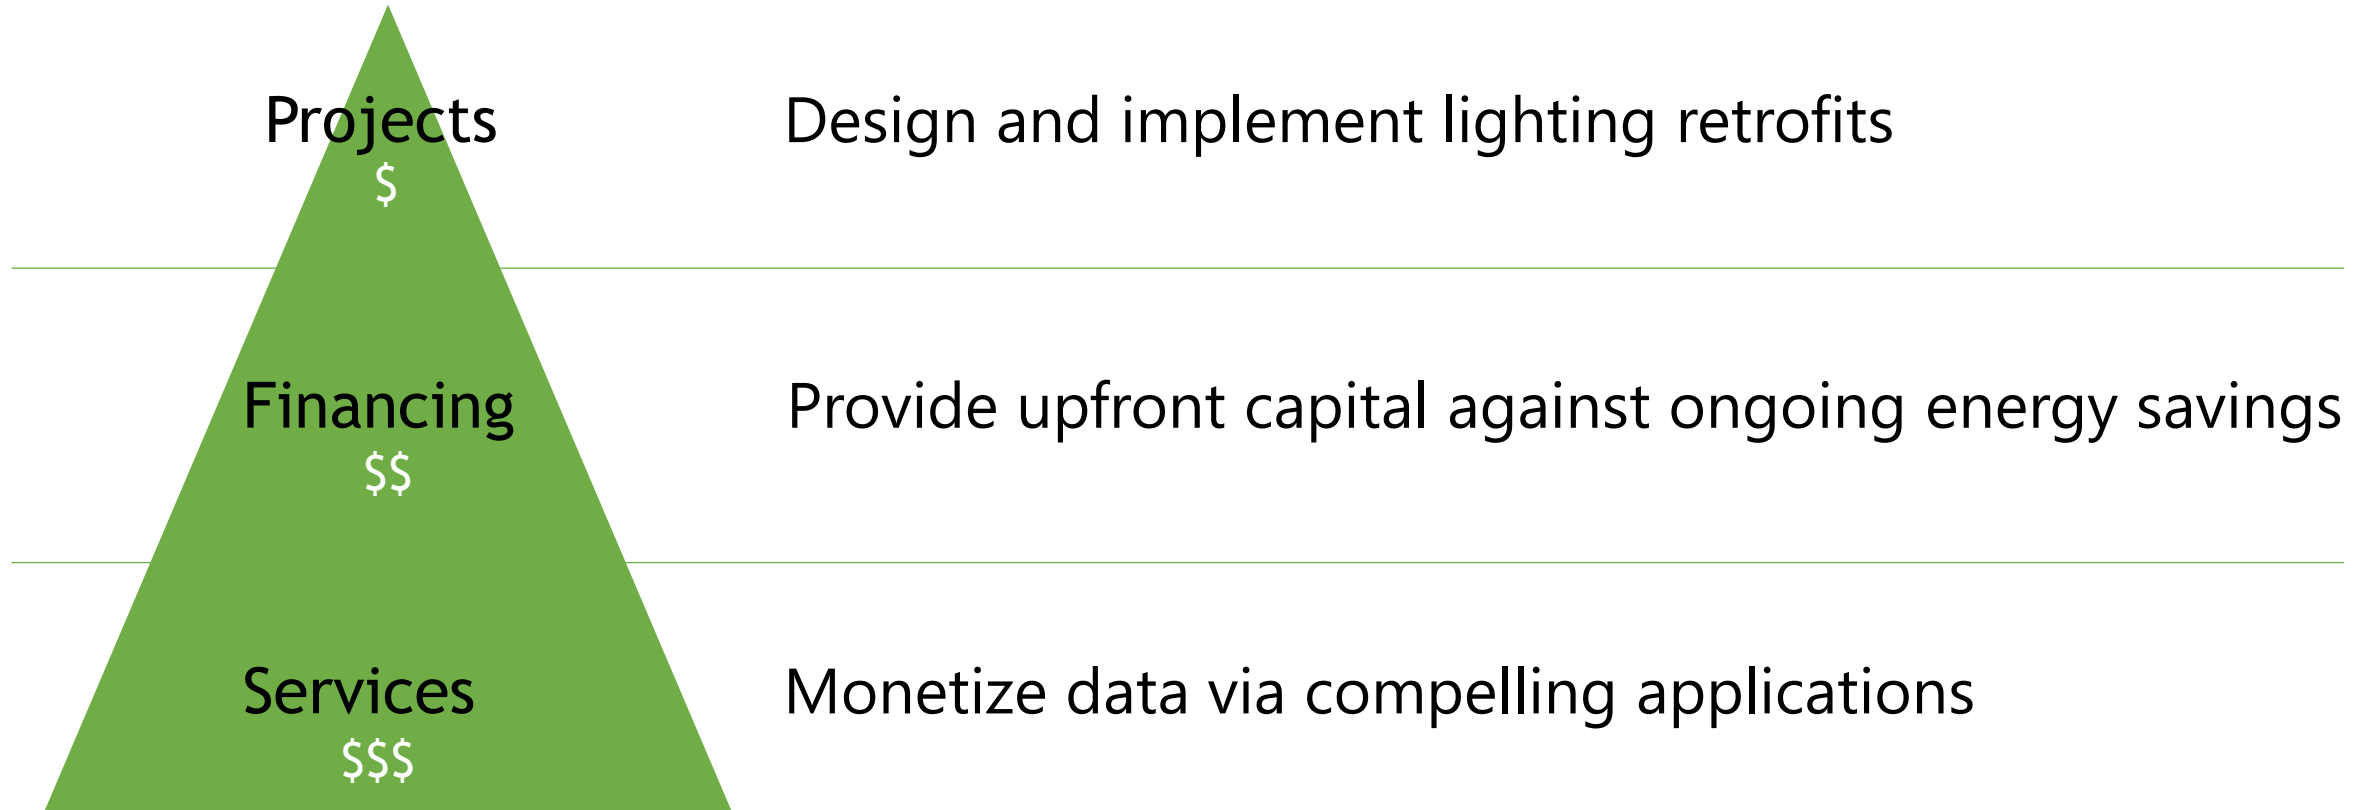 Projects
$
Design and implement lighting retrofits
Financing
$$
Provide upfront capital against ongoing energy savings
Services
$$$
Monetize data via compelling applications